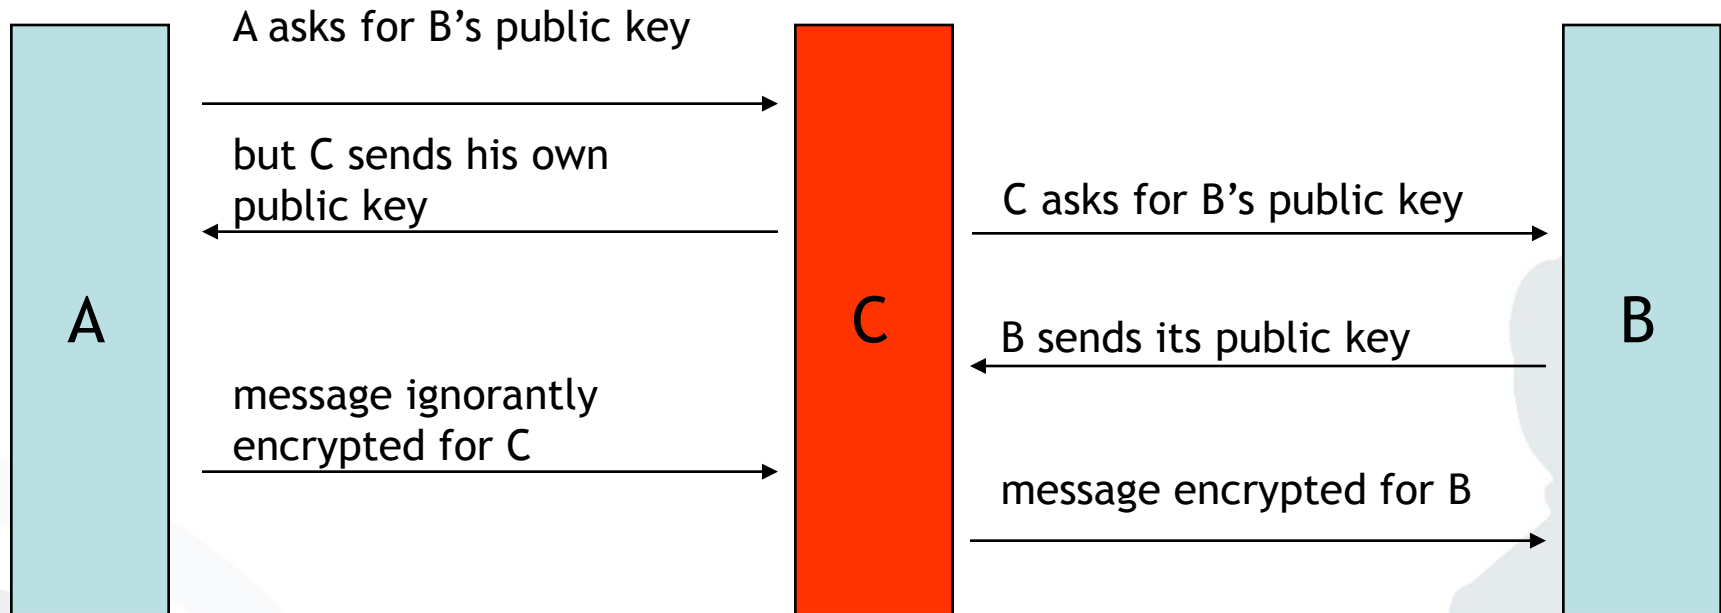 A asks for B’s public key
but C sends his own
public key
C asks for B’s public key
A
C
B
B sends its public key
message ignorantly
encrypted for C
message encrypted for B